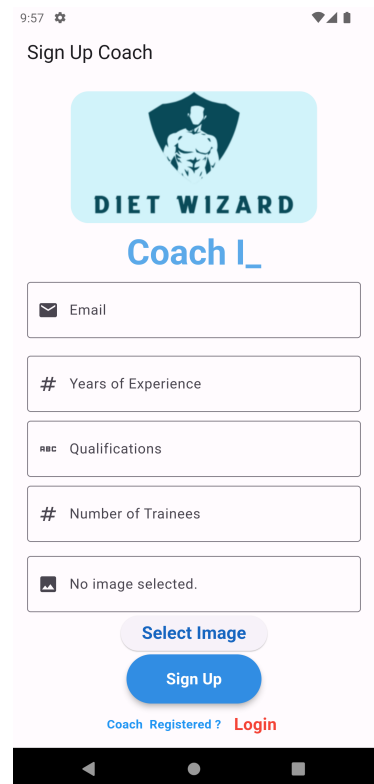 9:57
Sign Up Coach
DIET WIZARD
Coach I_
Email
# Years of Experience
ABC Qualifications
# Number of Trainees
No image selected.
Select Image
Sign Up
Coach Registered ? Login